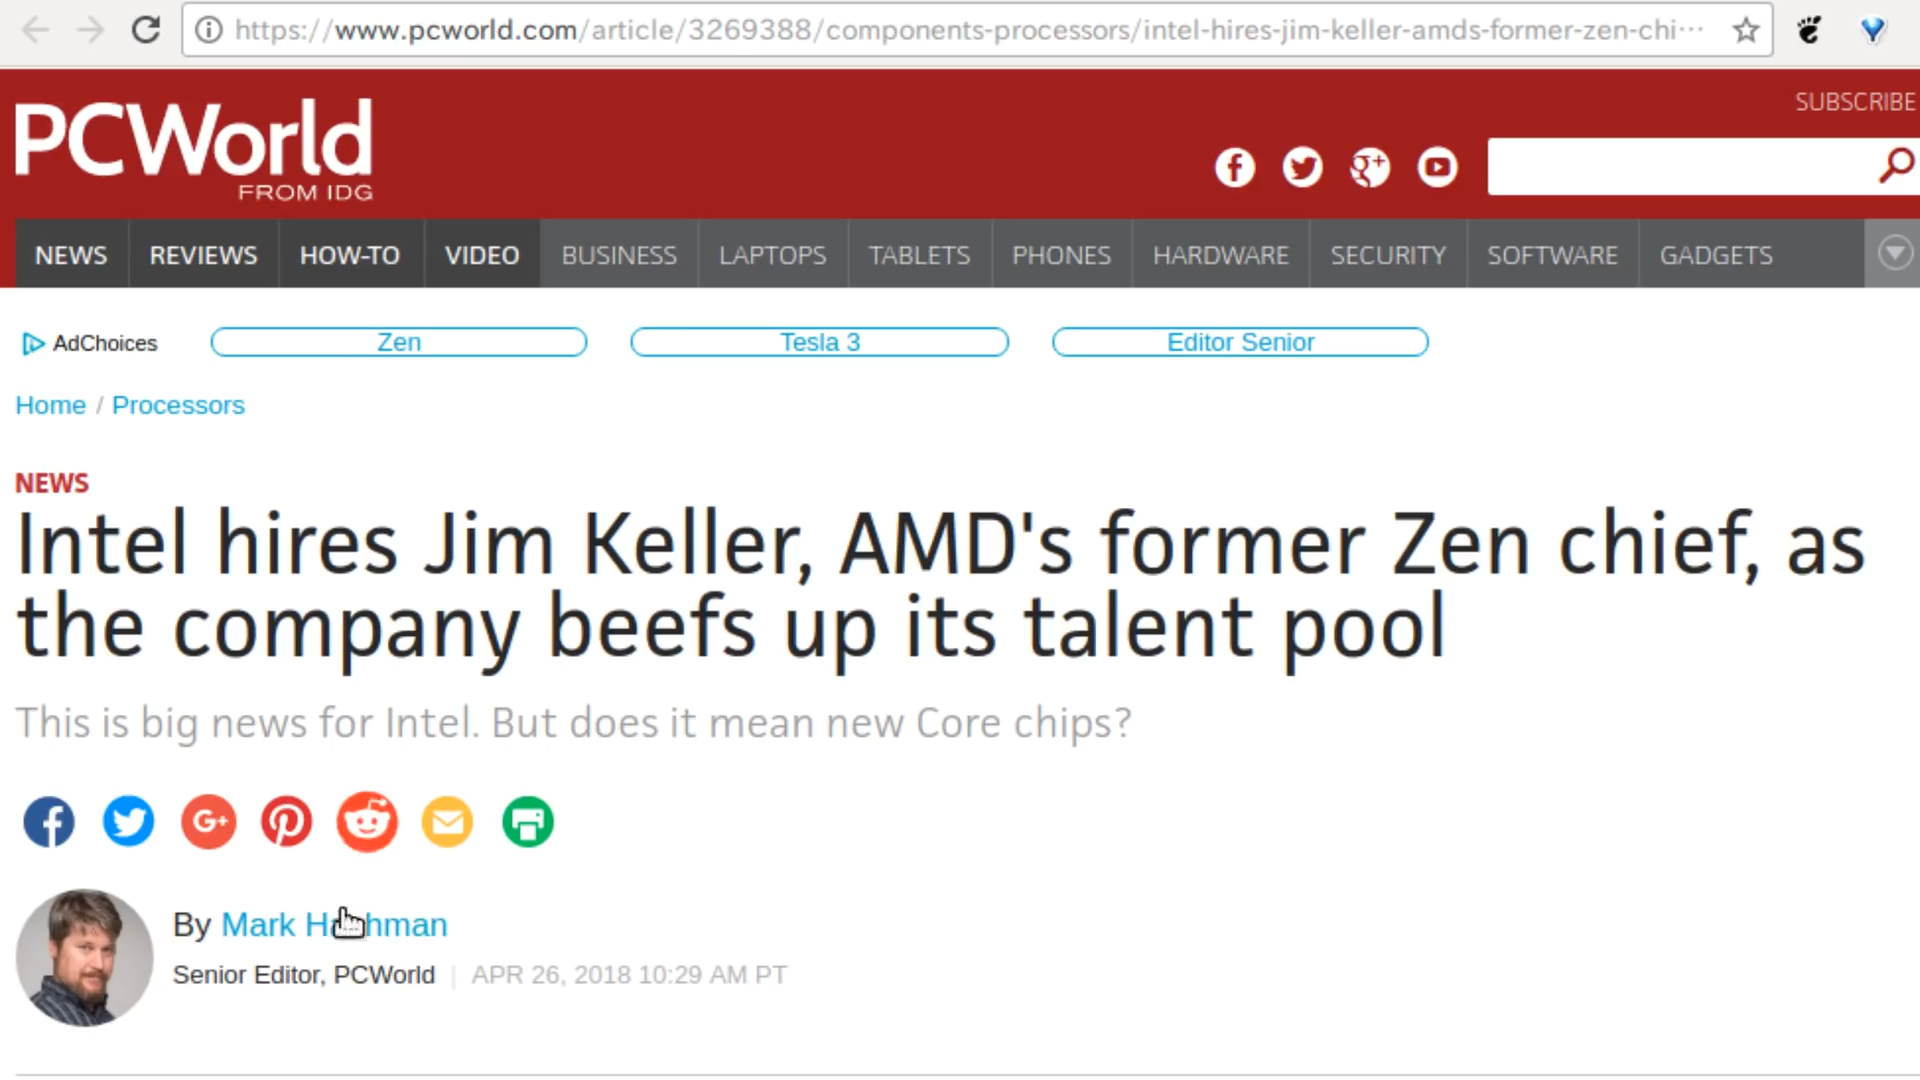 https://www.pcworld.com/article/3269388/components-processors/intel-hires-jim-keller-amds-former-zen-chi···
SUBSCRIBE
PCWorld
FROM IDG
NEWS REVIEWS HOW-TO VIDEO BUSINESS LAPTOPS TABLETS PHONES HARDWARE SECURITY SOFTWARE GADGETS
AdChoices Zen Tesla 3 Editor Senior
Home / Processors
NEWS
Intel hires Jim Keller, AMD's former Zen chief, as
the company beefs up its talent pool
This is big news for Intel. But does it mean new Core chips?
By Mark
Senior Editor, PCWorld | APR 26, 2018 10:29 AM PT